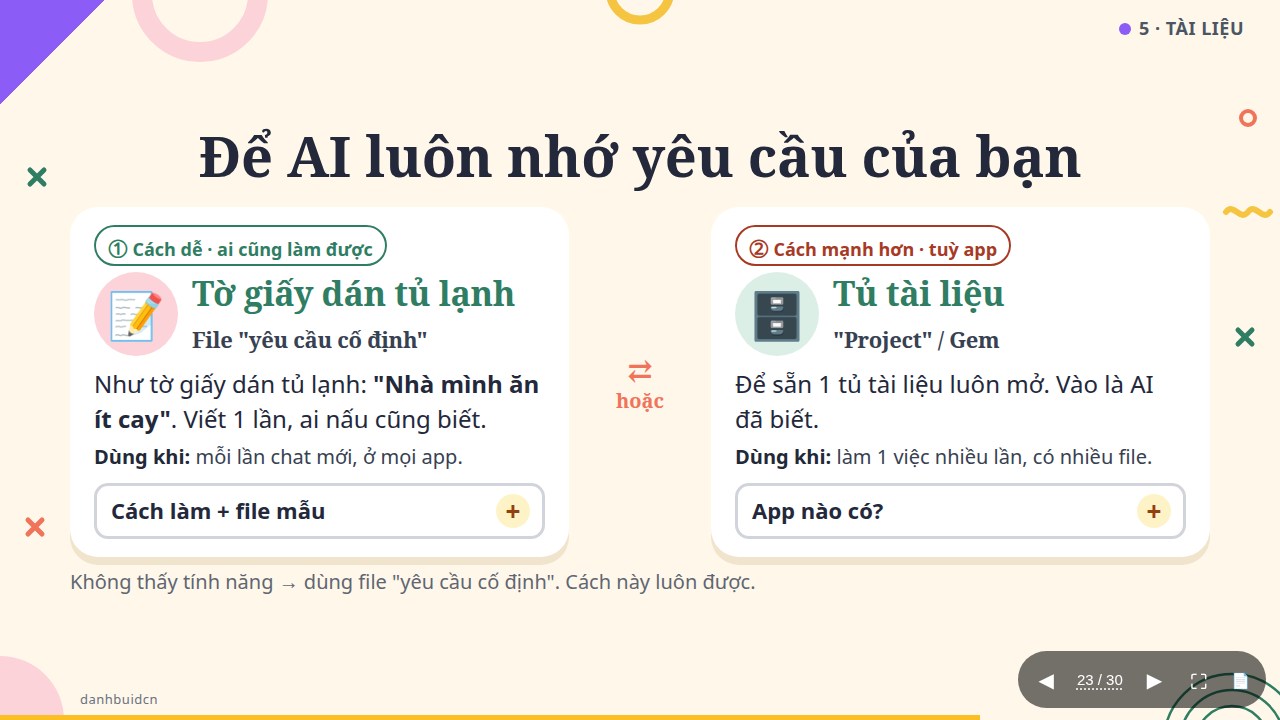 5 · TÀI LIỆU
Để AI luôn nhớ yêu cầu của bạn
① Cách dễ · ai cũng làm được
Tờ giấy dán tủ lạnh
File "yêu cầu cố định"
Như tờ giấy dán tủ lạnh: "Nhà mình ăn
ít cay". Viết 1 lần, ai nấu cũng biết.
Dùng khi: mỗi lần chat mới, ở mọi app.
Cách làm + file mẫu
+
⇄
hoặc
② Cách mạnh hơn · tuỳ app
Tủ tài liệu
"Project" / Gem
Để sẵn 1 tủ tài liệu luôn mở. Vào là AI
đã biết.
Dùng khi: làm 1 việc nhiều lần, có nhiều file.
App nào có?
+
Không thấy tính năng → dùng file "yêu cầu cố định". Cách này luôn được.
danhbuidcn
23 / 30